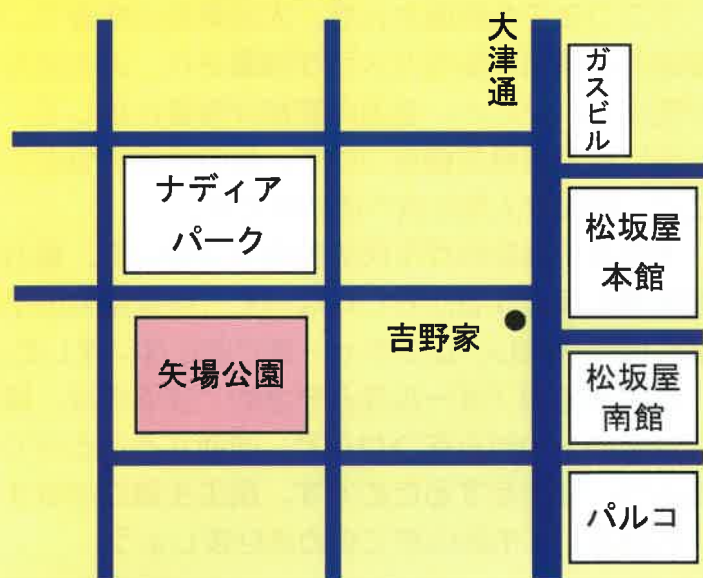 大津通
ガスビル
ナディア
パーク
松坂屋
本館
吉野家
矢場公園
松坂屋
南館
パルコ